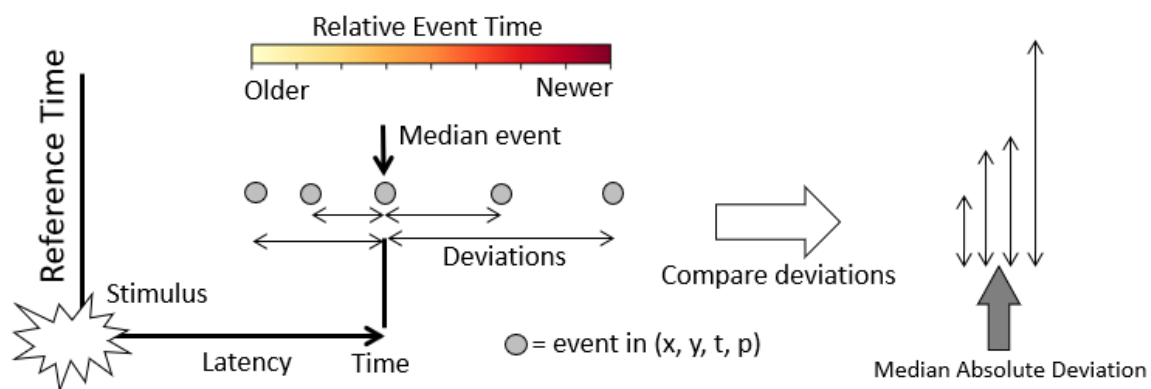 Relative Event Time
Older
Newer
Reference Time
Median event
Deviations
Stimulus
Latency
Time
= event in (x, y, t, p)
Compare deviations
Median Absolute Deviation